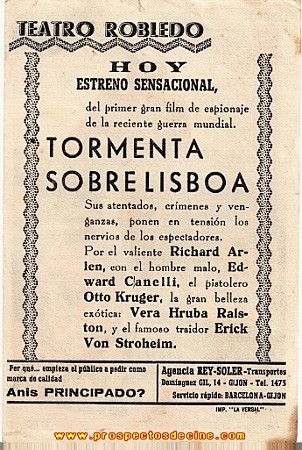 TEATRO ROBLEDO
HOY
ESTRENO SENSACIONAL,
del primer gran film de espionaje
de la reciente guerra mundial.
TORMENTA
SOBRE LISBOA
Sus atentados, crímenes y ven-
ganzas, ponen en tensión los
nervios de los espectadores.
Por el valiente Richard Ar-
len, con el hombre malo, Ed-
ward Canelli, el pistolero
Otto Kruger, la gran belleza
exótica: Vera Hruba Rals-
ton, y el famoso traidor Erick
Von Stroheim.
Por qué... empieza el público a pedir como
marca de calidad
Anis PRINCIPADO?
Agencia REY-SOLER-Transportes
Domínguez GIL, 14 - GIJON - Tel. 1473
Servicio rápido: BARCELONA-GIJON
IMP. "LA VERSAL"
www.prospectosdecine.com